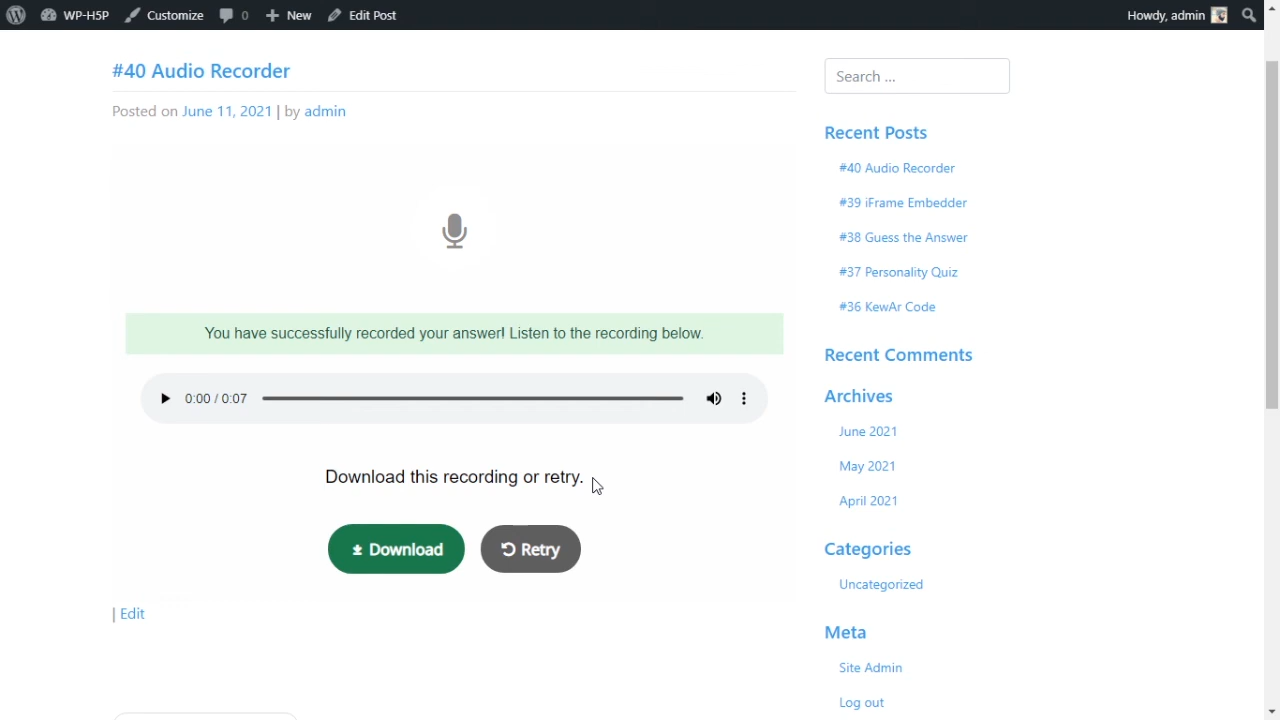 WP-H5P Customize 0 New Edit Post Howdy, admin
#40 Audio Recorder
Posted on June 11, 2021 | by admin
You have successfully recorded your answer! Listen to the recording below.
0:00 / 0:07
Download this recording or retry.
Download Retry
| Edit
Search ...
Recent Posts
#40 Audio Recorder
#39 iFrame Embedder
#38 Guess the Answer
#37 Personality Quiz
#36 KewAr Code
Recent Comments
Archives
June 2021
May 2021
April 2021
Categories
Uncategorized
Meta
Site Admin
Log out